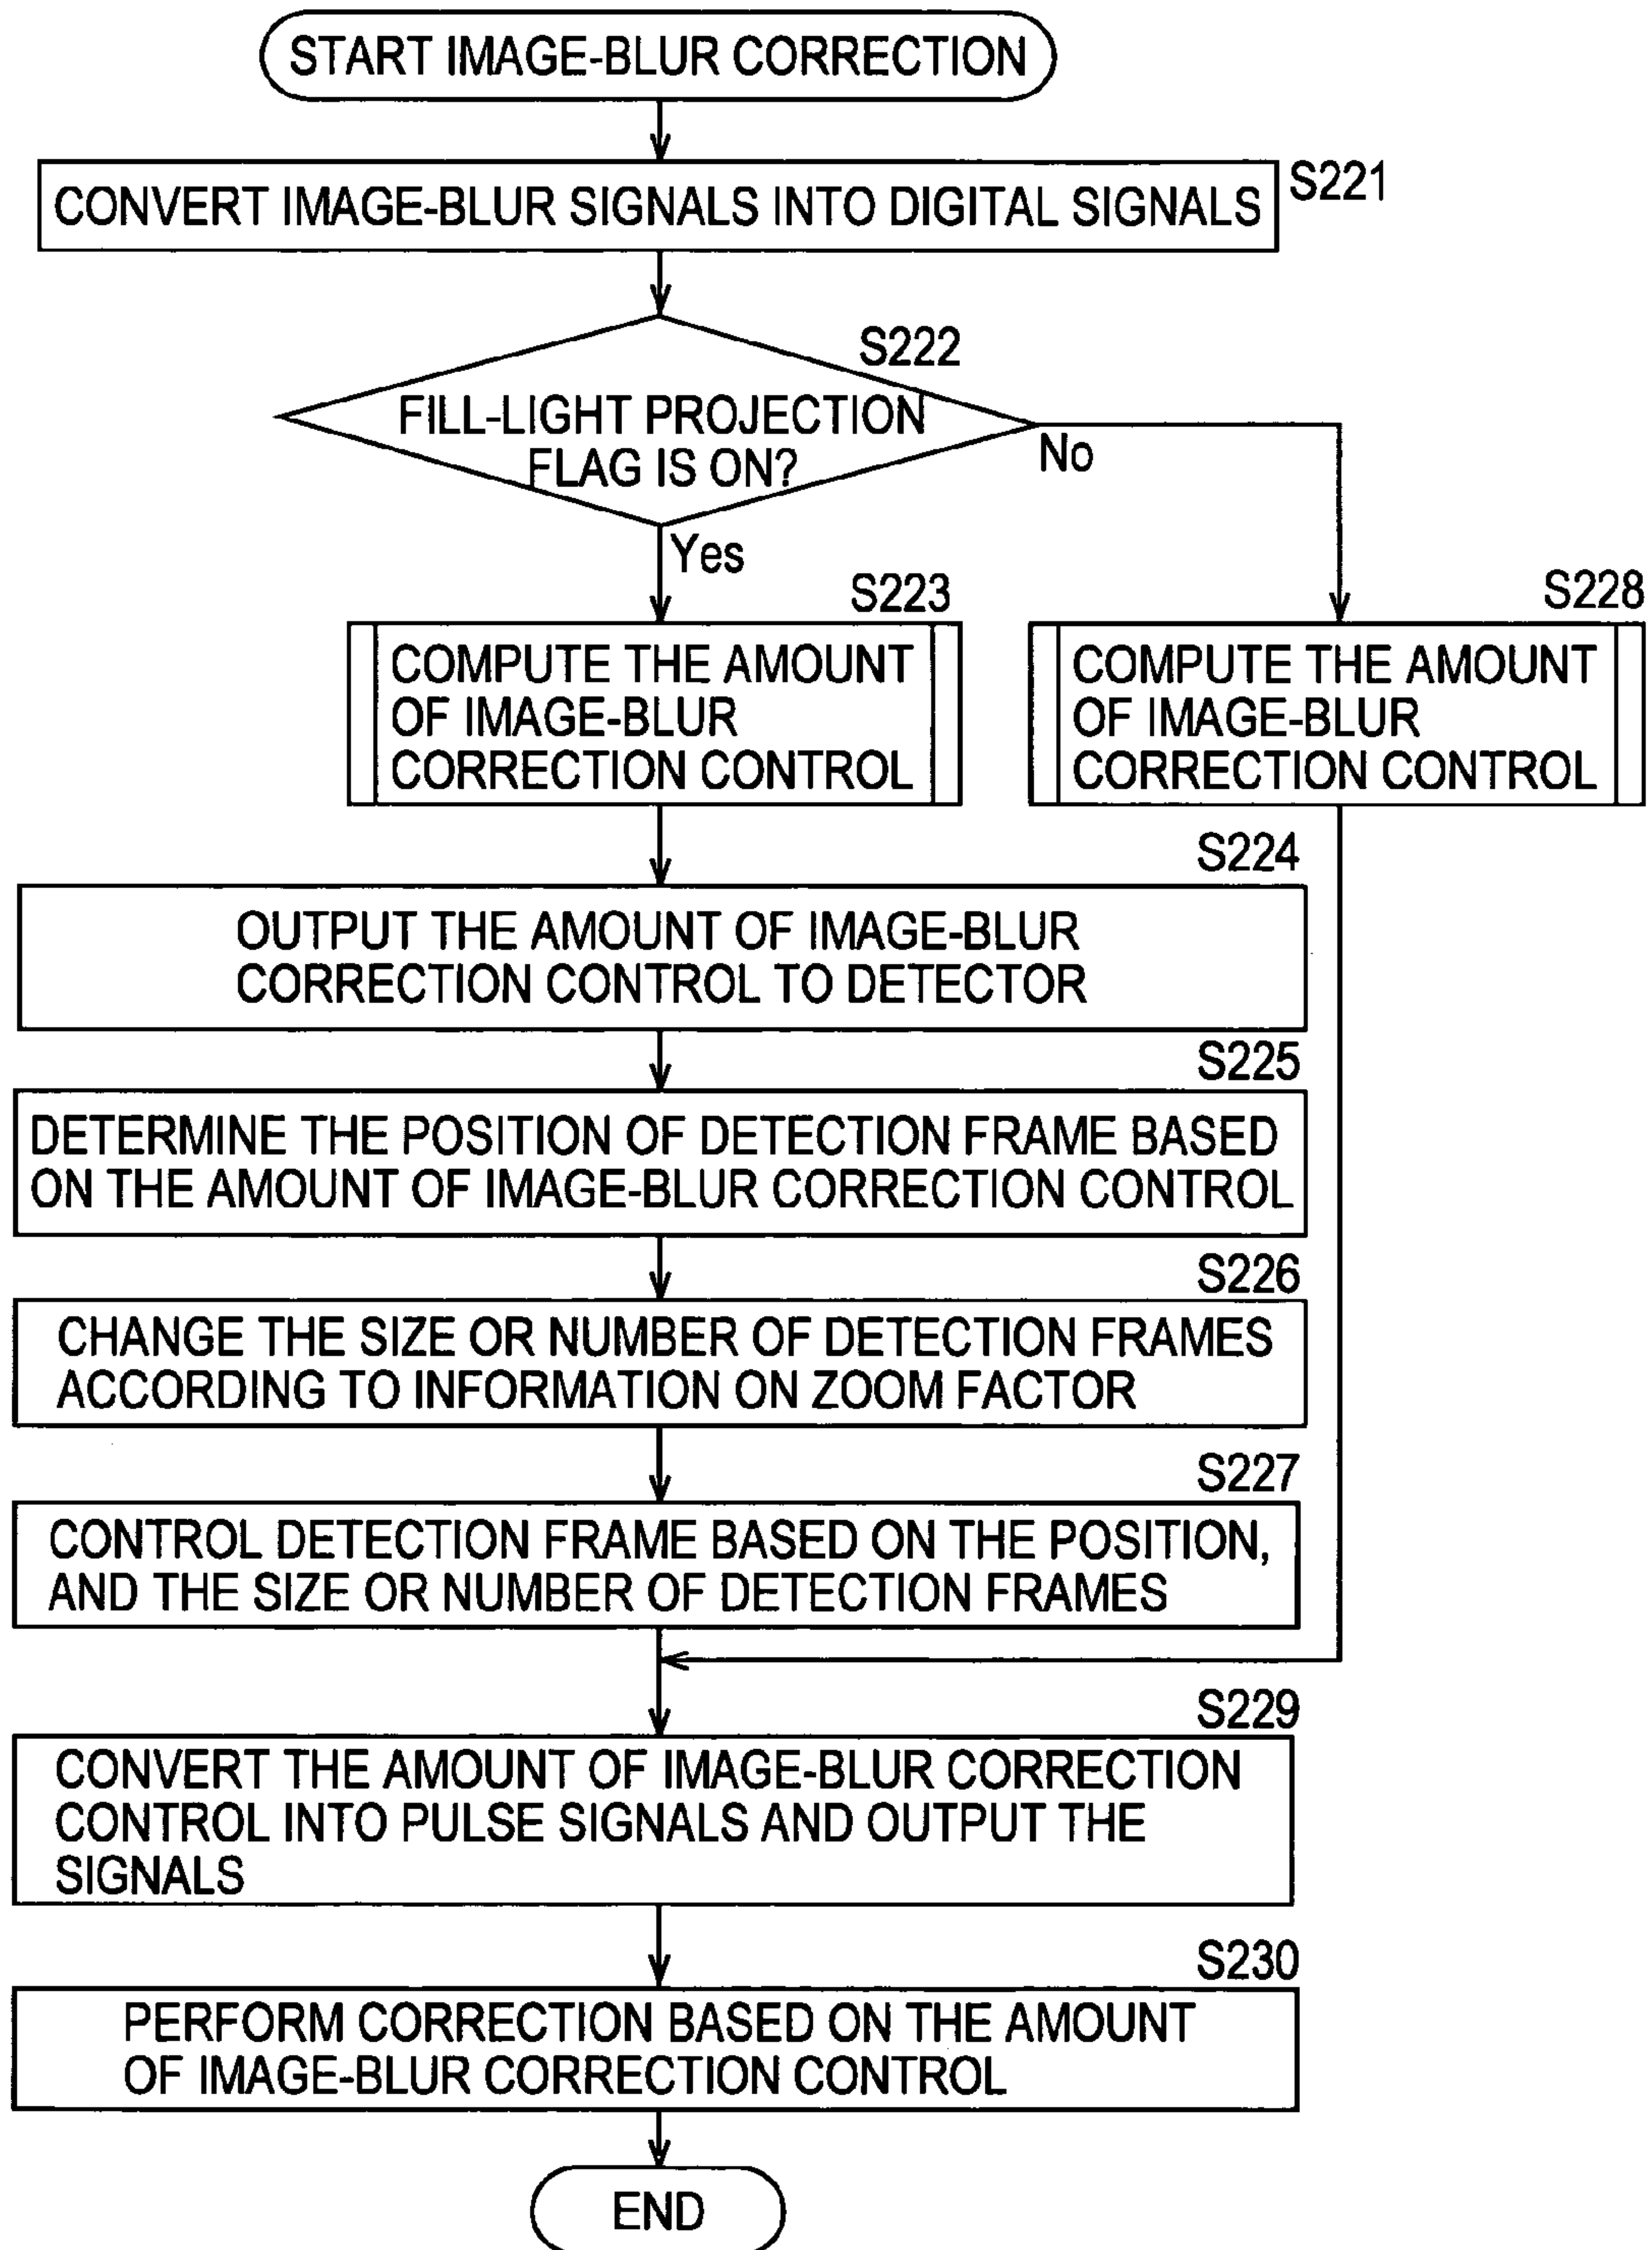 START IMAGE-BLUR CORRECTION
S221
CONVERT IMAGE-BLUR SIGNALS INTO DIGITAL SIGNALS
S222
FILL-LIGHT PROJECTION
FLAG IS ON?
No
Yes
S223
COMPUTE THE AMOUNT
OF IMAGE-BLUR
CORRECTION CONTROL
S228
COMPUTE THE AMOUNT
OF IMAGE-BLUR
CORRECTION CONTROL
S224
OUTPUT THE AMOUNT OF IMAGE-BLUR
CORRECTION CONTROL TO DETECTOR
S225
DETERMINE THE POSITION OF DETECTION FRAME BASED
ON THE AMOUNT OF IMAGE-BLUR CORRECTION CONTROL
S226
CHANGE THE SIZE OR NUMBER OF DETECTION FRAMES
ACCORDING TO INFORMATION ON ZOOM FACTOR
S227
CONTROL DETECTION FRAME BASED ON THE POSITION,
AND THE SIZE OR NUMBER OF DETECTION FRAMES
S229
CONVERT THE AMOUNT OF IMAGE-BLUR CORRECTION
CONTROL INTO PULSE SIGNALS AND OUTPUT THE
SIGNALS
S230
PERFORM CORRECTION BASED ON THE AMOUNT
OF IMAGE-BLUR CORRECTION CONTROL
END